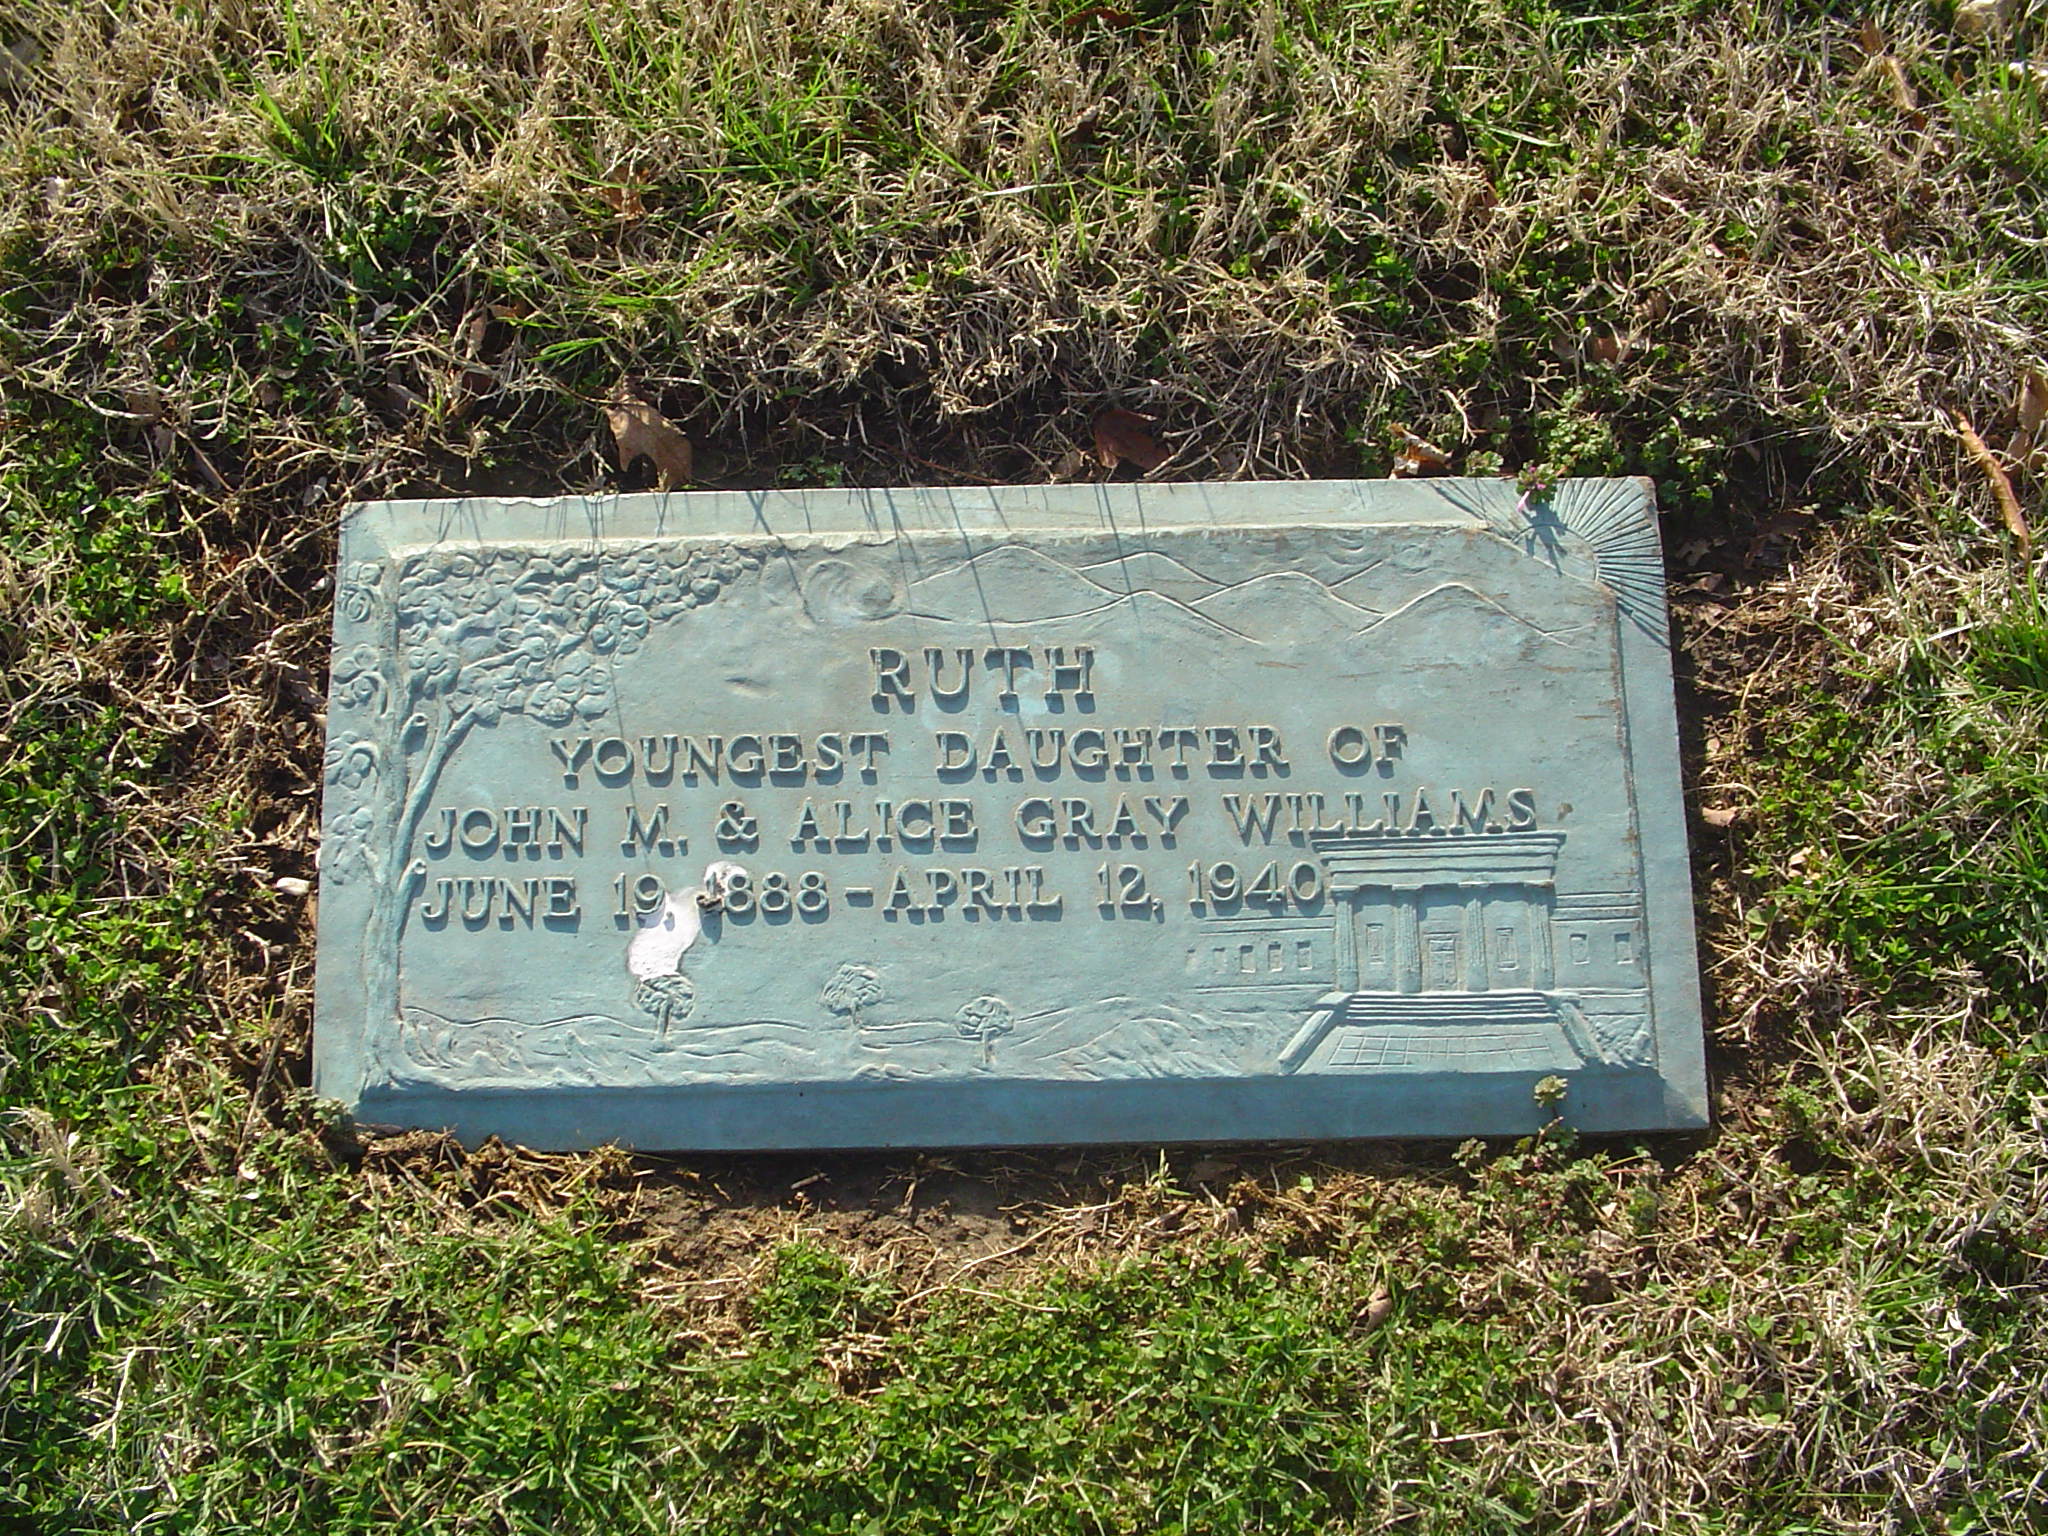 RUTH
YOUNGEST DAUGHTER OF
JOHN M. & ALICE GRAY WILLIAMS
JUNE 19, 1888 - APRIL 12, 1940